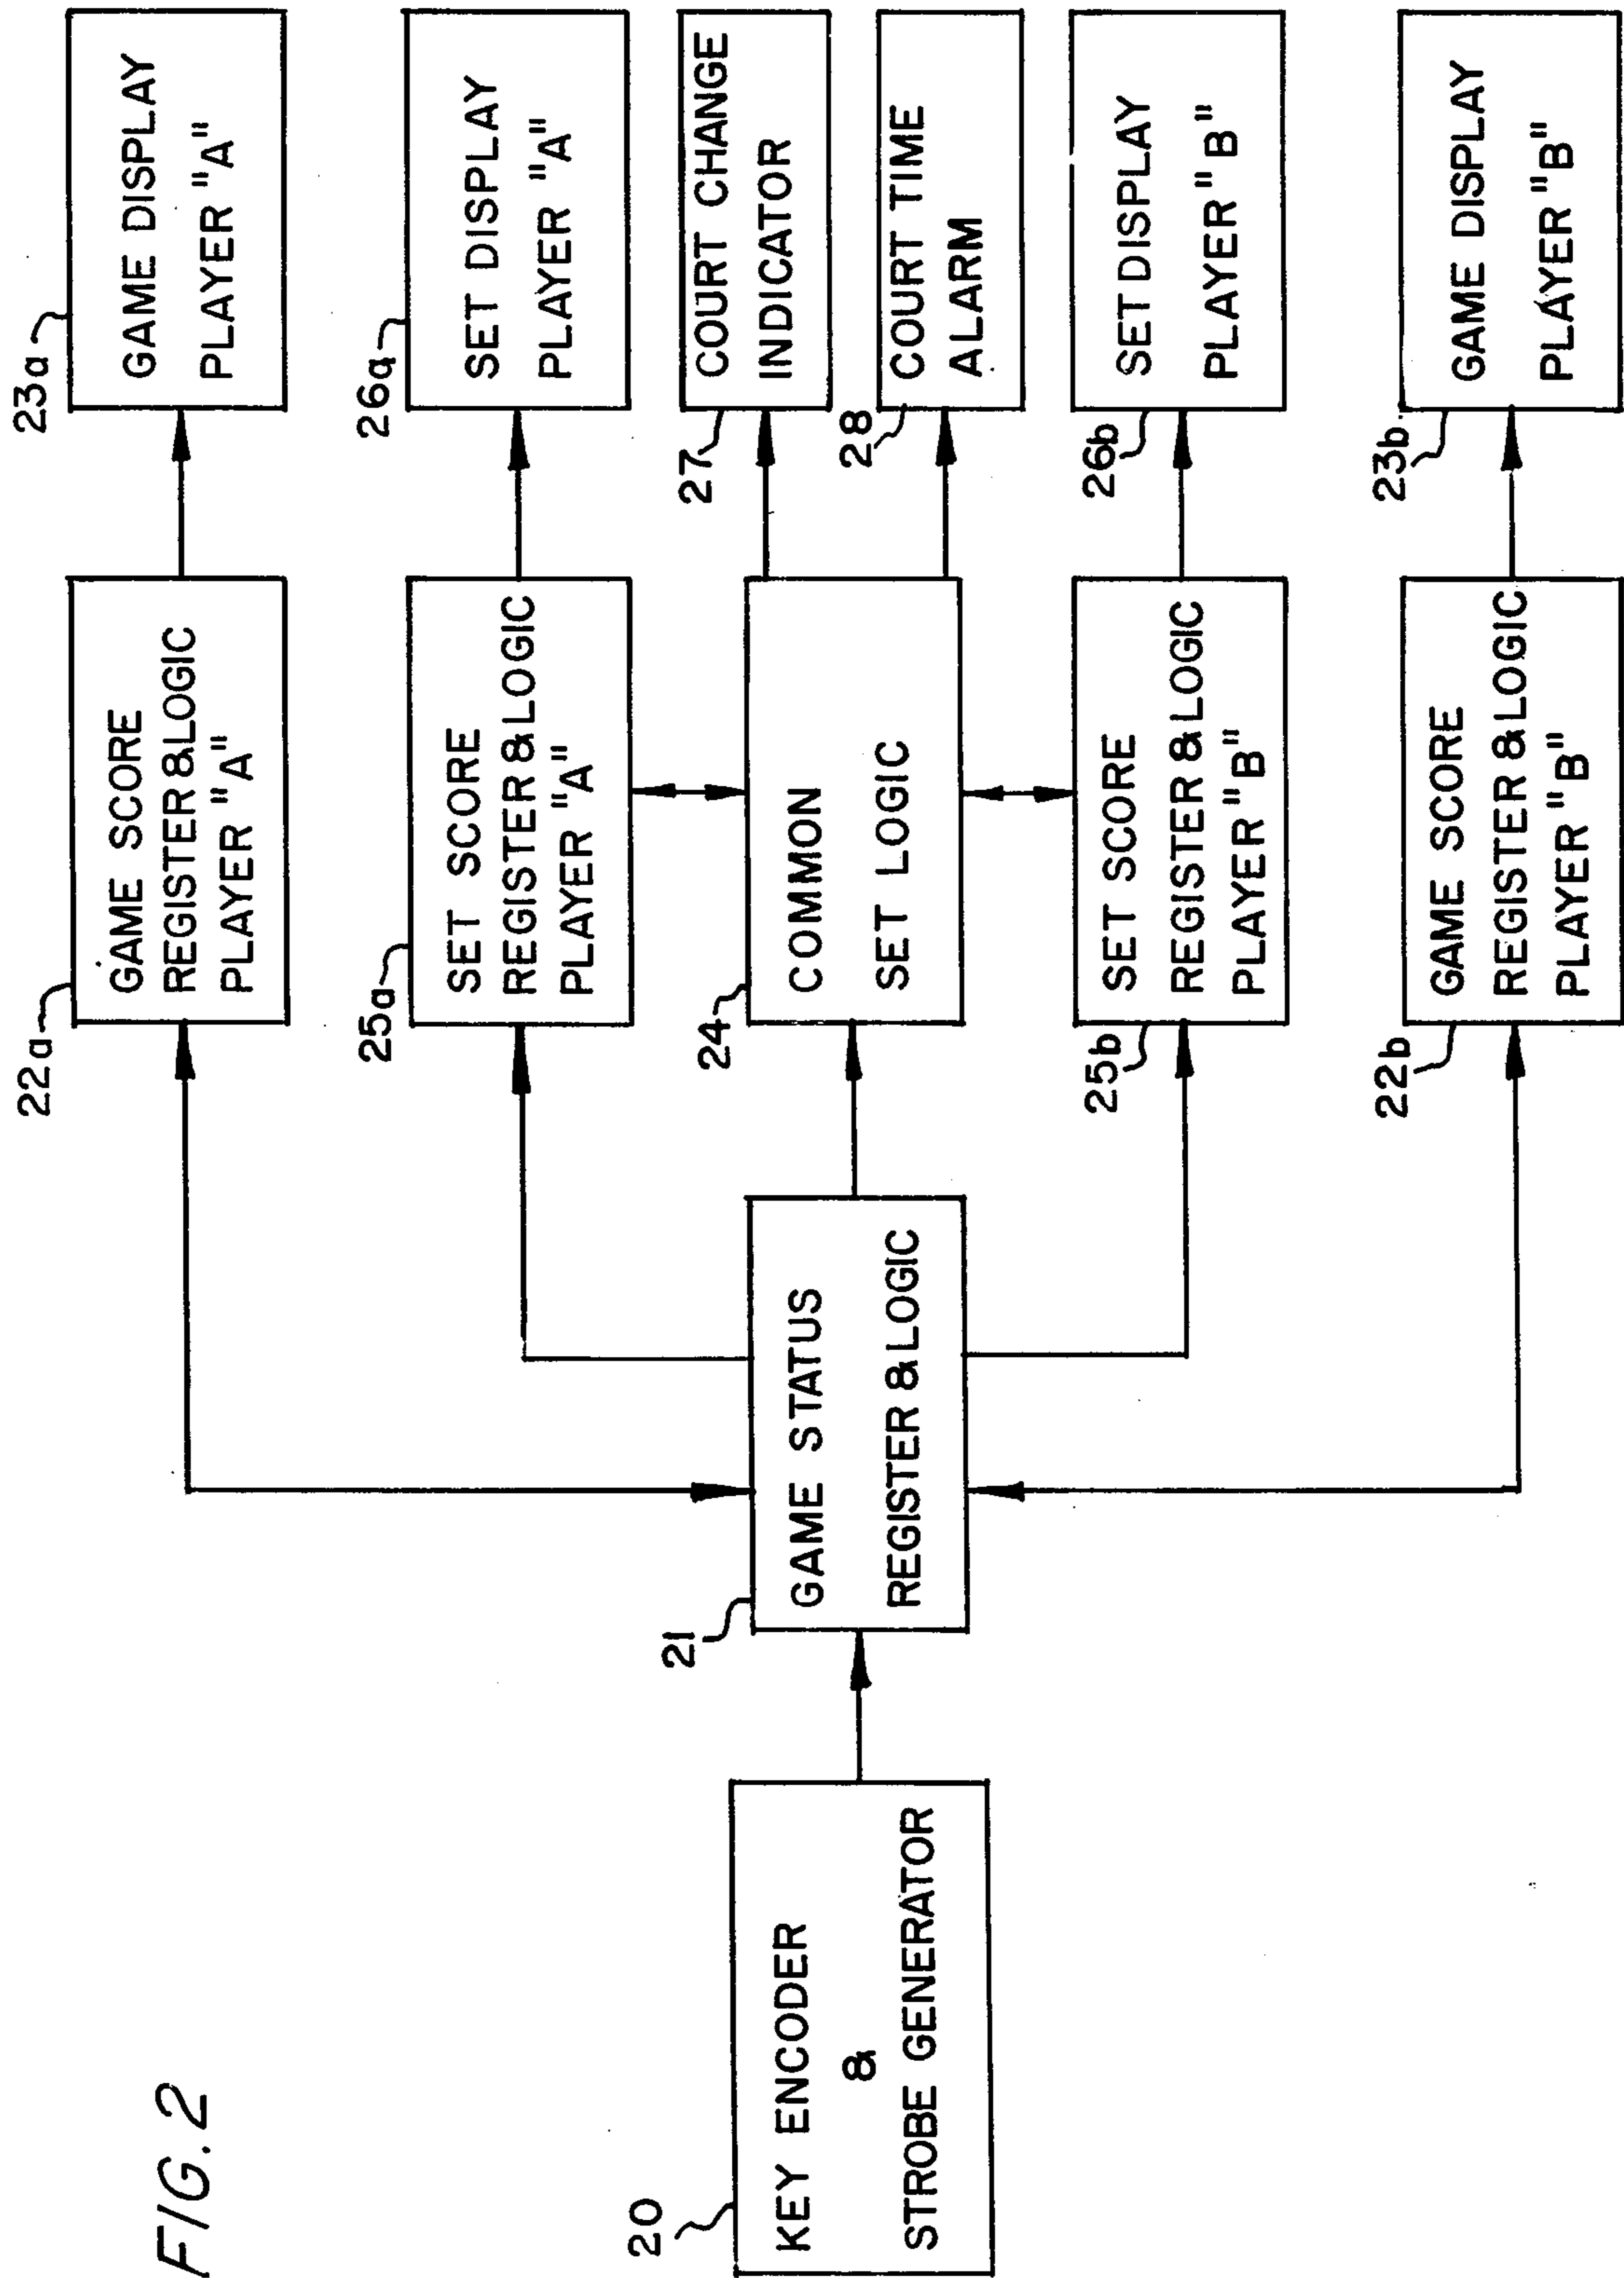 FIG. 2
20
KEY ENCODER
&
STROBE GENERATOR
21
GAME STATUS
REGISTER & LOGIC
22a
GAME SCORE
REGISTER & LOGIC
PLAYER "A"
25a
SET SCORE
REGISTER & LOGIC
PLAYER "A"
24
COMMON
SET LOGIC
25b
SET SCORE
REGISTER & LOGIC
PLAYER "B"
22b
GAME SCORE
REGISTER & LOGIC
PLAYER "B"
23a
GAME DISPLAY
PLAYER "A"
26a
SET DISPLAY
PLAYER "A"
27
COURT CHANGE
INDICATOR
28
COURT TIME
ALARM
26b
SET DISPLAY
PLAYER "B"
23b
GAME DISPLAY
PLAYER "B"